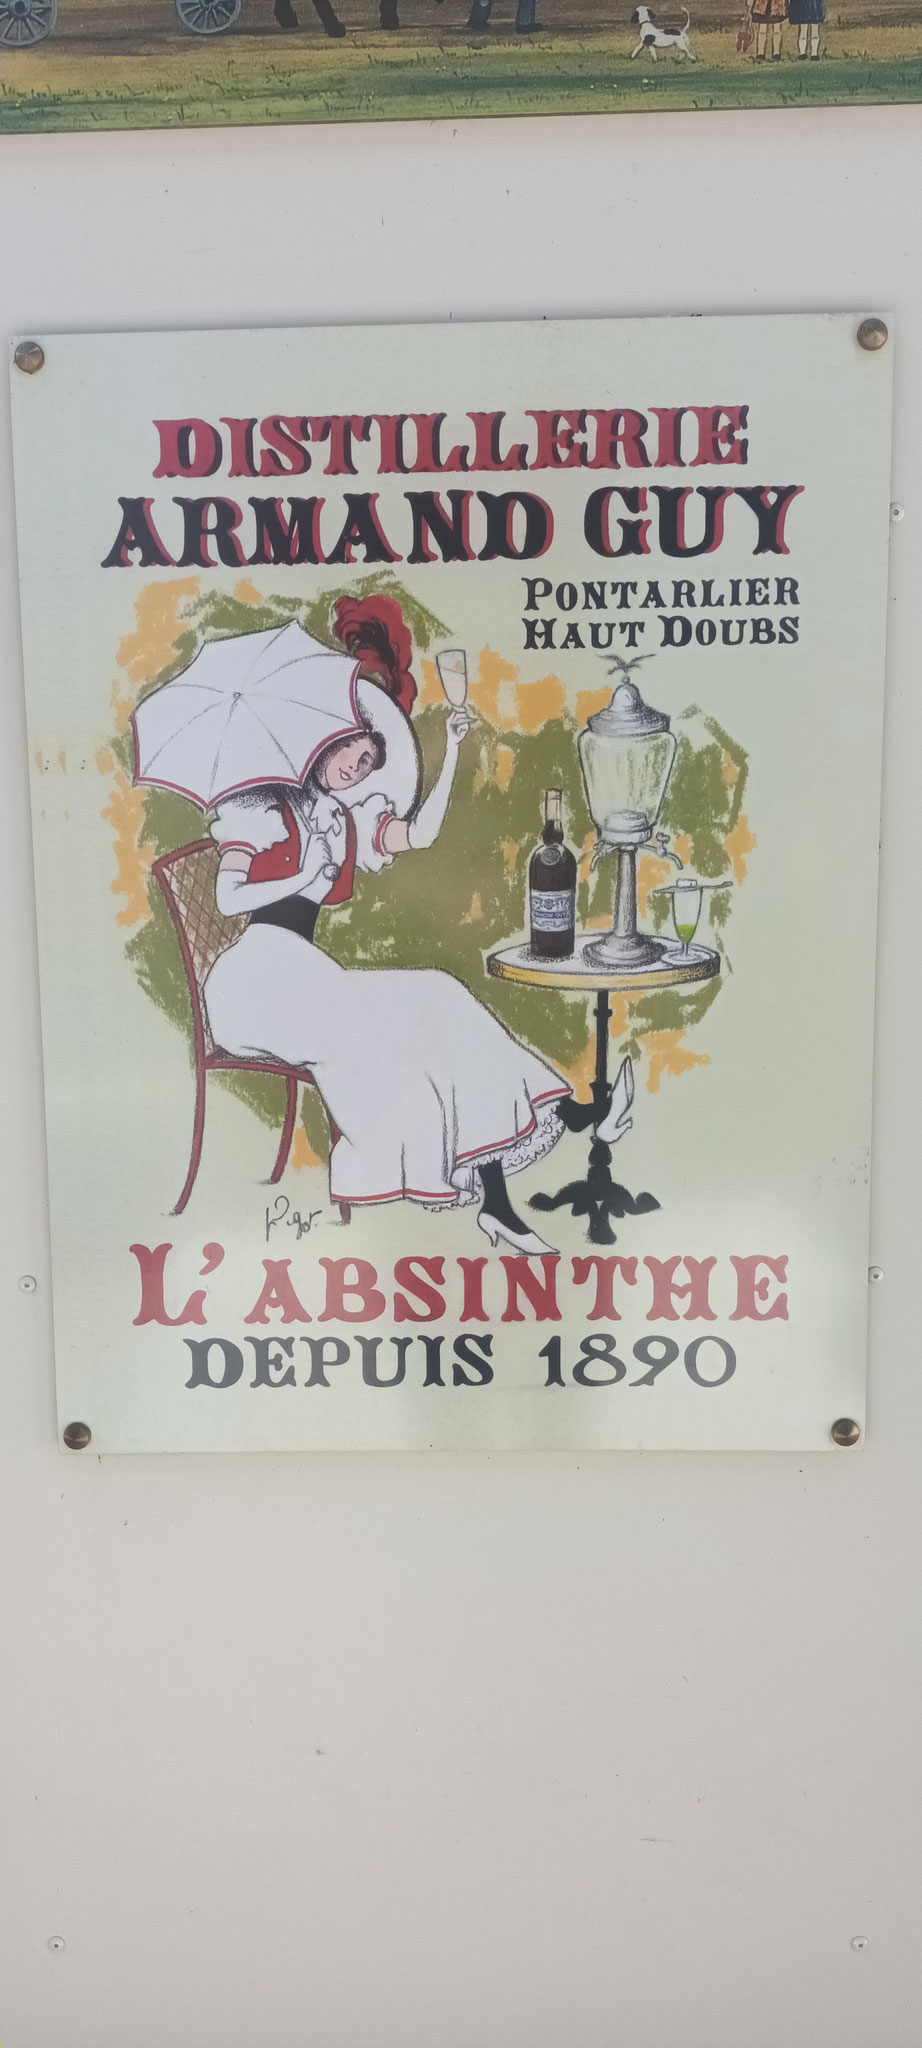 DISTILLERIE
ARMAND GUY
PONTARLIER
HAUT DOUBS
L'ABSINTHE
DEPUIS 1890